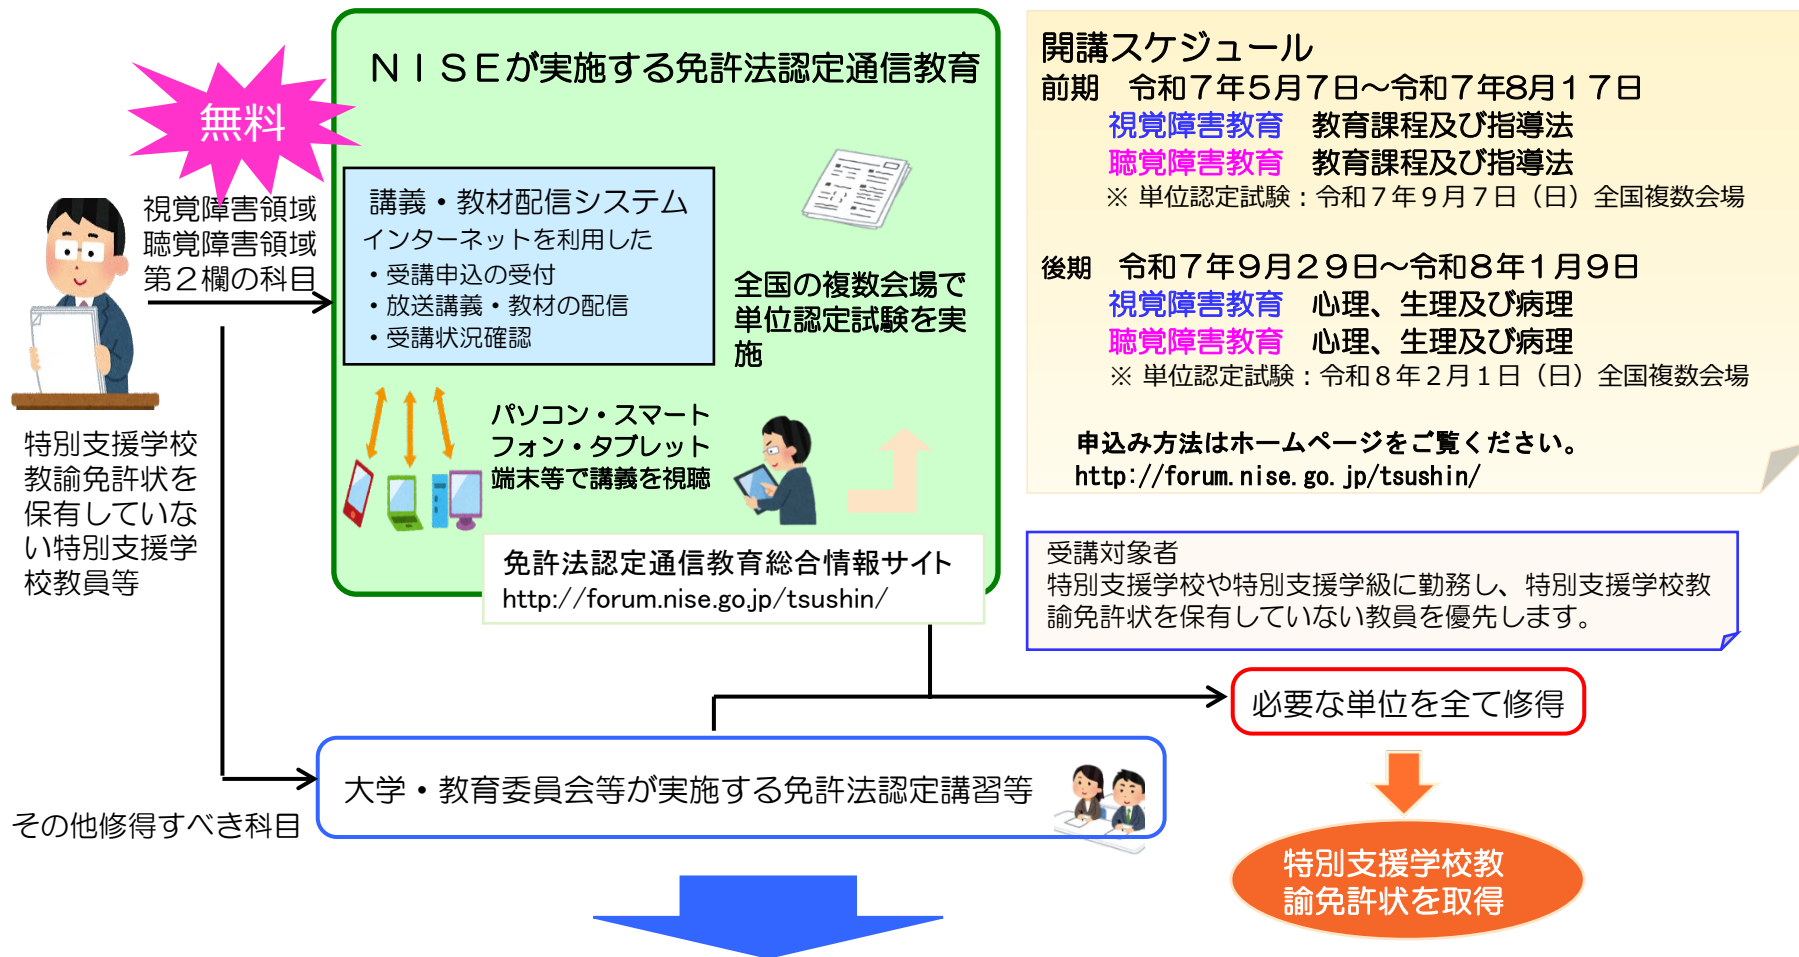 ＮＩＳＥが実施する免許法認定通信教育
無料
視覚障害領域
聴覚障害領域
第２欄の科目
特別支援学校
教諭免許状を
保有していな
い特別支援学
校教員等
講義・教材配信システム
インターネットを利用した
・受講申込の受付
・放送講義・教材の配信
・受講状況確認
全国の複数会場で
単位認定試験を実
施
パソコン・スマート
フォン・タブレット
端末等で講義を視聴
免許法認定通信教育総合情報サイト
http://forum.nise.go.jp/tsushin/
開講スケジュール
前期　令和７年５月７日～令和７年８月１７日
視覚障害教育　教育課程及び指導法
聴覚障害教育　教育課程及び指導法
※ 単位認定試験：令和７年９月７日（日）全国複数会場
後期　令和７年９月２９日～令和８年１月９日
視覚障害教育　心理、生理及び病理
聴覚障害教育　心理、生理及び病理
※ 単位認定試験：令和８年２月１日（日）全国複数会場
申込み方法はホームページをご覧ください。
http://forum.nise.go.jp/tsushin/
受講対象者
特別支援学校や特別支援学級に勤務し、特別支援学校教
諭免許状を保有していない教員を優先します。
必要な単位を全て修得
大学・教育委員会等が実施する免許法認定講習等
その他修得すべき科目
特別支援学校教
諭免許状を取得